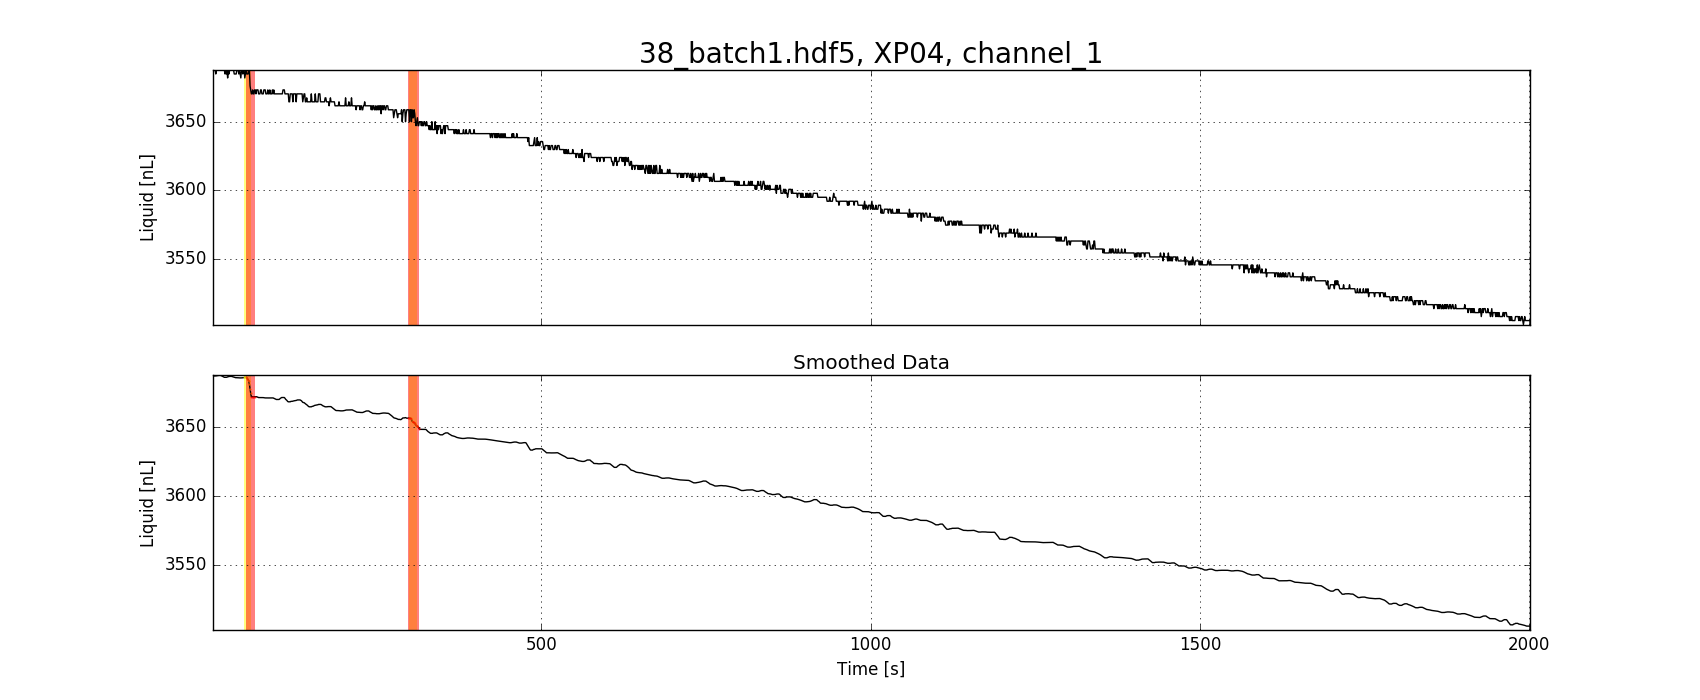 38_batch1.hdf5, XP04, channel_1
3650
3600
3550
Liquid [nL]
Smoothed Data
3650
3600
3550
Liquid [nL]
500
1000
1500
2000
Time [s]